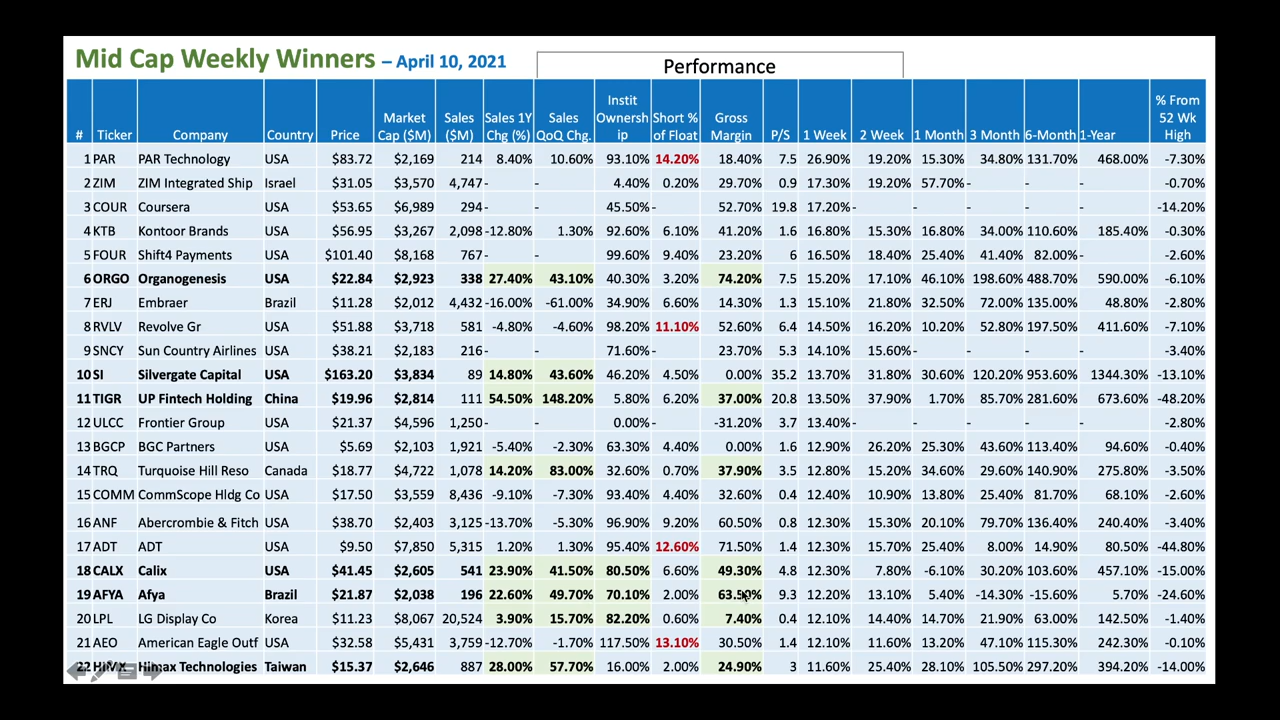 Mid Cap Weekly Winners – April 10, 2021
Performance
# Ticker Company Country Price Market Cap ($M) Sales ($M) Sales 1Y Chg (%) Sales QoQ Chg. Instit Ownersh ip Short % of Float Gross Margin P/S 1 Week 2 Week 1 Month 3 Month 6-Month 1-Year % From 52 Wk High
1 PAR PAR Technology USA $83.72 $2,169 214 8.40% 10.60% 93.10% 14.20% 18.40% 7.5 26.90% 19.20% 15.30% 34.80% 131.70% 468.00% -7.30%
2 ZIM ZIM Integrated Ship Israel $31.05 $3,570 4,747 - - 4.40% 0.20% 29.70% 0.9 17.30% 19.20% 57.70% - - - -0.70%
3 COUR Coursera USA $53.65 $6,989 294 - - 45.50% - 52.70% 19.8 17.20% - - - - - -14.20%
4 KTB Kontoor Brands USA $56.95 $3,267 2,098 -12.80% 1.30% 92.60% 6.10% 41.20% 1.6 16.80% 15.30% 16.80% 34.00% 110.60% 185.40% -0.30%
5 FOUR Shift4 Payments USA $101.40 $8,168 767 - - 99.60% 9.40% 23.20% 6 16.50% 18.40% 25.40% 41.40% 82.00% - -2.60%
6 ORGO Organogenesis USA $22.84 $2,923 338 27.40% 43.10% 40.30% 3.20% 74.20% 7.5 15.20% 17.10% 46.10% 198.60% 488.70% 590.00% -6.10%
7 ERJ Embraer Brazil $11.28 $2,012 4,432 -16.00% -61.00% 34.90% 6.60% 14.30% 1.3 15.10% 21.80% 32.50% 72.00% 135.00% 48.80% -2.80%
8 RVLV Revolve Gr USA $51.88 $3,718 581 -4.80% -4.60% 98.20% 11.10% 52.60% 6.4 14.50% 16.20% 10.20% 52.80% 197.50% 411.60% -7.10%
9 SNCY Sun Country Airlines USA $38.21 $2,183 216 - - 71.60% - 23.70% 5.3 14.10% 15.60% - - - - -3.40%
10 SI Silvergate Capital USA $163.20 $3,834 89 14.80% 43.60% 46.20% 4.50% 0.00% 35.2 13.70% 31.80% 30.60% 120.20% 953.60% 1344.30% -13.10%
11 TIGR UP Fintech Holding China $19.96 $2,814 111 54.50% 148.20% 5.80% 6.20% 37.00% 20.8 13.50% 37.90% 1.70% 85.70% 281.60% 673.60% -48.20%
12 ULCC Frontier Group USA $21.37 $4,596 1,250 - - 0.00% - -31.20% 3.7 13.40% - - - - - -2.80%
13 BGCP BGC Partners USA $5.69 $2,103 1,921 -5.40% -2.30% 63.30% 4.40% 0.00% 1.6 12.90% 26.20% 25.30% 43.60% 113.40% 94.60% -0.40%
14 TRQ Turquoise Hill Reso Canada $18.77 $4,722 1,078 14.20% 83.00% 32.60% 0.70% 37.90% 3.5 12.80% 15.20% 34.60% 29.60% 140.90% 275.80% -3.50%
15 COMM CommScope Hldg Co USA $17.50 $3,559 8,436 -9.10% -7.30% 93.40% 4.40% 32.60% 0.4 12.40% 10.90% 13.80% 25.40% 81.70% 68.10% -2.60%
16 ANF Abercrombie & Fitch USA $38.70 $2,403 3,125 -13.70% -5.30% 96.90% 9.20% 60.50% 0.8 12.30% 15.30% 20.10% 79.70% 136.40% 240.40% -3.40%
17 ADT ADT USA $9.50 $7,850 5,315 1.20% 1.30% 95.40% 12.60% 71.50% 1.4 12.30% 15.70% 25.40% 8.00% 14.90% 80.50% -44.80%
18 CALX Calix USA $41.45 $2,605 541 23.90% 41.50% 80.50% 6.60% 49.30% 4.8 12.30% 7.80% -6.10% 30.20% 103.60% 457.10% -15.00%
19 AFYA Afya Brazil $21.87 $2,038 196 22.60% 49.70% 70.10% 2.00% 63.50% 9.3 12.20% 13.10% 5.40% -14.30% -15.60% 5.70% -24.60%
20 LPL LG Display Co Korea $11.23 $8,067 20,524 3.90% 15.70% 82.20% 0.60% 7.40% 0.4 12.10% 14.40% 14.70% 21.90% 63.00% 142.50% -1.40%
21 AEO American Eagle Outf USA $32.58 $5,431 3,759 -12.70% -1.70% 117.50% 13.10% 30.50% 1.4 12.10% 11.60% 13.20% 47.10% 115.30% 242.30% -0.10%
22 HIMX Himax Technologies Taiwan $15.37 $2,646 887 28.00% 57.70% 16.00% 2.00% 24.90% 3 11.60% 25.40% 28.10% 105.50% 297.20% 394.20% -14.00%